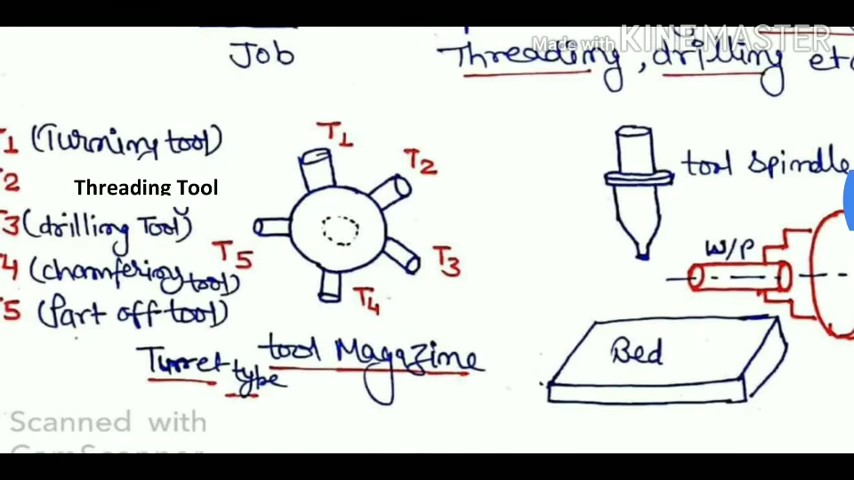 Made with KINEMASTER
Job
Threading, drilling etc
T1 (Turning tool)
T2 Threading Tool
T3 (drilling Tool)
T4 (chamfering tool)
T5 (Part off tool)
T1
T2
T3
T4
T5
Turret type tool Magazine
tool spindle
W/P
Bed
Scanned with
CamScanner